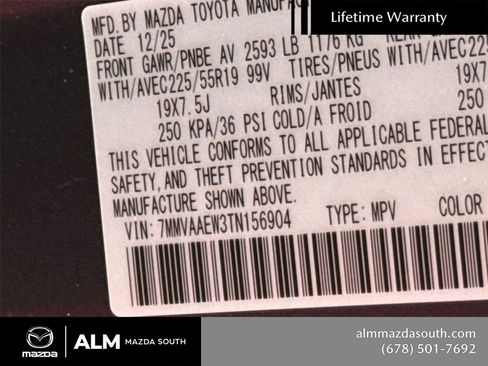 Lifetime Warranty
MFD. BY MAZDA TOYOTA
DATE 12/25
FRONT GAWR/PNBE AV 2593 LB 1176 KG
WITH/AVEC225/55R19 99V TIRES/PNEUS WITH/AVEC225
19X7.5J RIMS/JANTES 19X7
250 KPA/36 PSI COLD/A FROID 250
THIS VEHICLE CONFORMS TO ALL APPLICABLE FEDERAL
SAFETY, AND THEFT PREVENTION STANDARDS IN EFFECT
MANUFACTURE SHOWN ABOVE.
VIN: 7MMVAAEW3TN156904 TYPE: MPV COLOR
mazda
ALM MAZDA SOUTH
almmazdasouth.com
(678) 501-7692